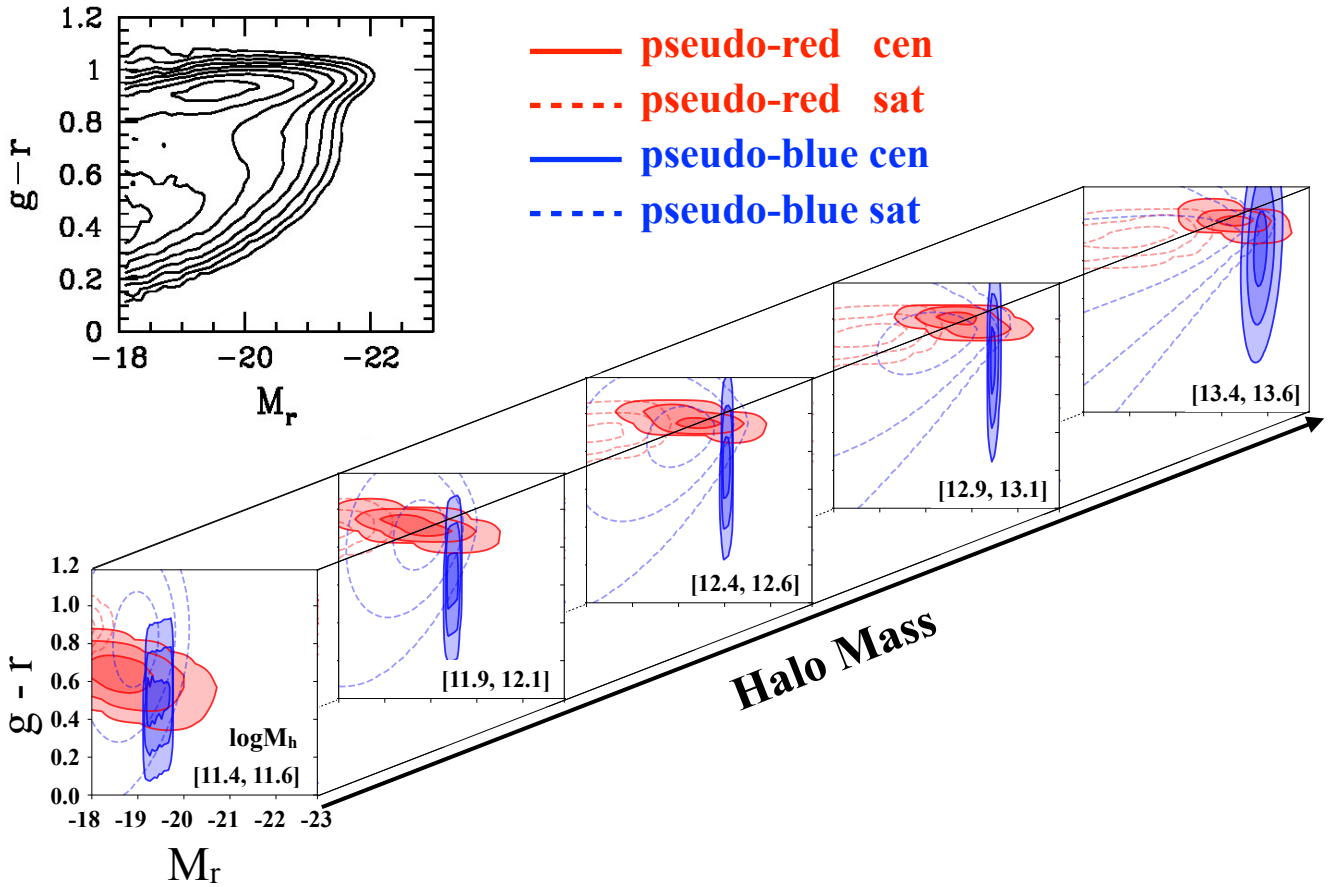 1.2
1
0.8
0.6
0.4
0.2
0
g-r
-18
-20
-22
M_r
pseudo-red cen
pseudo-red sat
pseudo-blue cen
pseudo-blue sat
[13.4, 13.6]
[12.9, 13.1]
[12.4, 12.6]
[11.9, 12.1]
Halo Mass
1.2
1.0
0.8
0.6
0.4
0.2
0.0
g - r
logM_h
[11.4, 11.6]
-18 -19 -20 -21 -22 -23
M_r